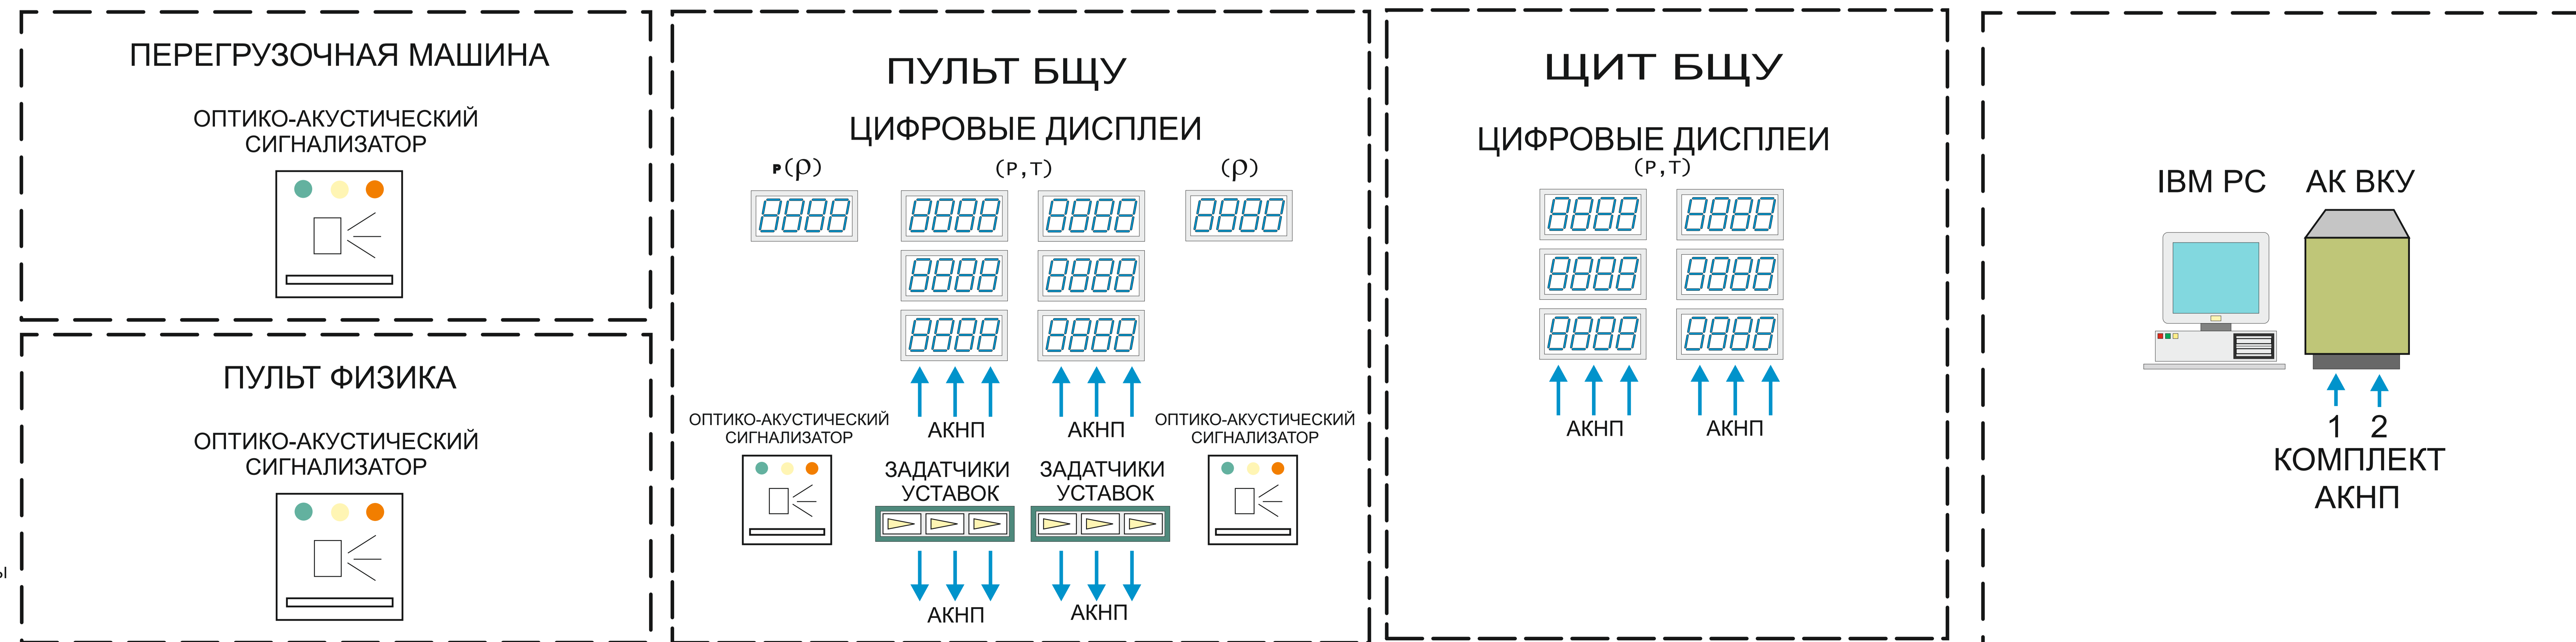 ПЕРЕГРУЗОЧНАЯ МАШИНА
ОПТИКО-АКУСТИЧЕСКИЙ
СИГНАЛИЗАТОР
ПУЛЬТ ФИЗИКА
ОПТИКО-АКУСТИЧЕСКИЙ
СИГНАЛИЗАТОР
ПУЛЬТ БЩУ
ЦИФРОВЫЕ ДИСПЛЕИ
P(ρ) (P,T) (ρ)
8888 8888 8888 8888
8888 8888
8888 8888
АКНП АКНП
ОПТИКО-АКУСТИЧЕСКИЙ
СИГНАЛИЗАТОР
ОПТИКО-АКУСТИЧЕСКИЙ
СИГНАЛИЗАТОР
ЗАДАТЧИКИ
УСТАВОК
ЗАДАТЧИКИ
УСТАВОК
АКНП АКНП
ЩИТ БЩУ
ЦИФРОВЫЕ ДИСПЛЕИ
(P,T)
8888 8888
8888 8888
8888 8888
АКНП АКНП
IBM PC АК ВКУ
1 2
КОМПЛЕКТ
АКНП